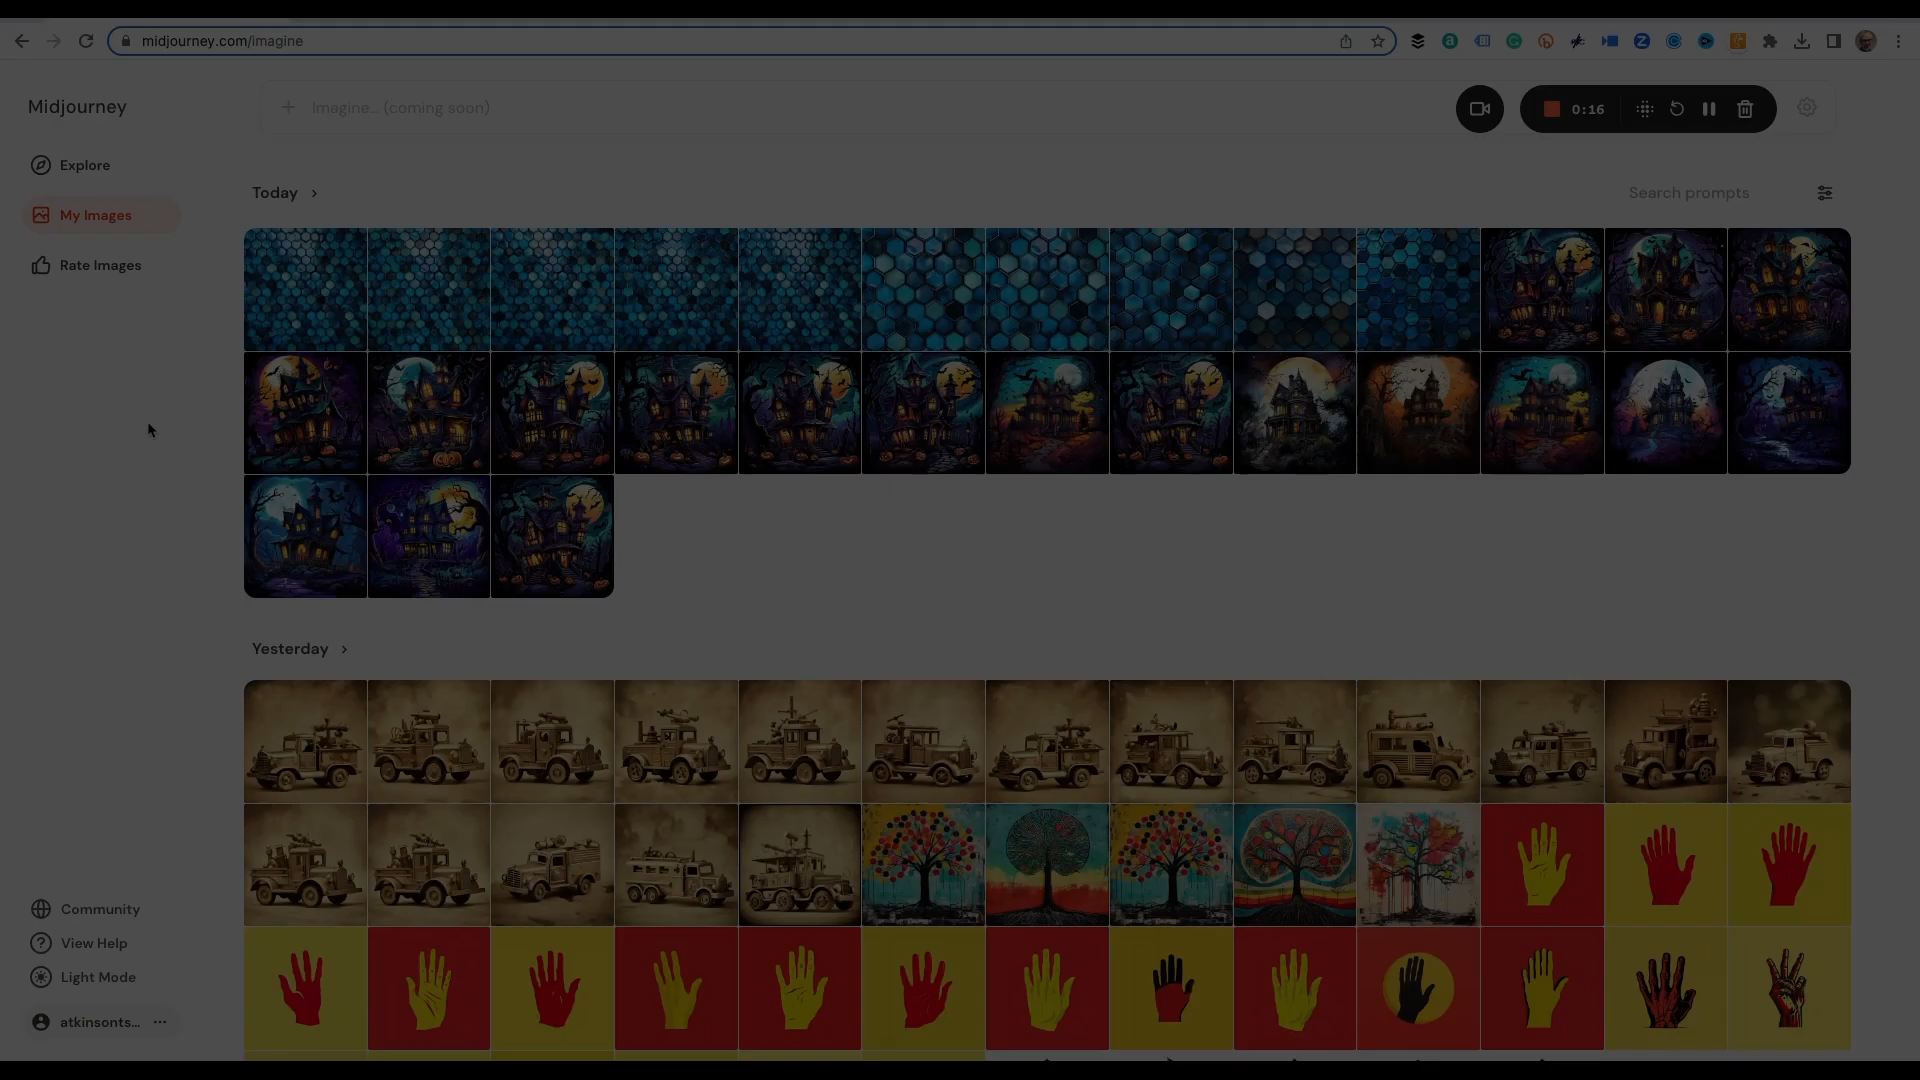 midjourney.com/imagine
Midjourney
Imagine... (coming soon)
0:16
Explore
My Images
Rate Images
Today
Search prompts
Yesterday
Community
View Help
Light Mode
atkinsonts...